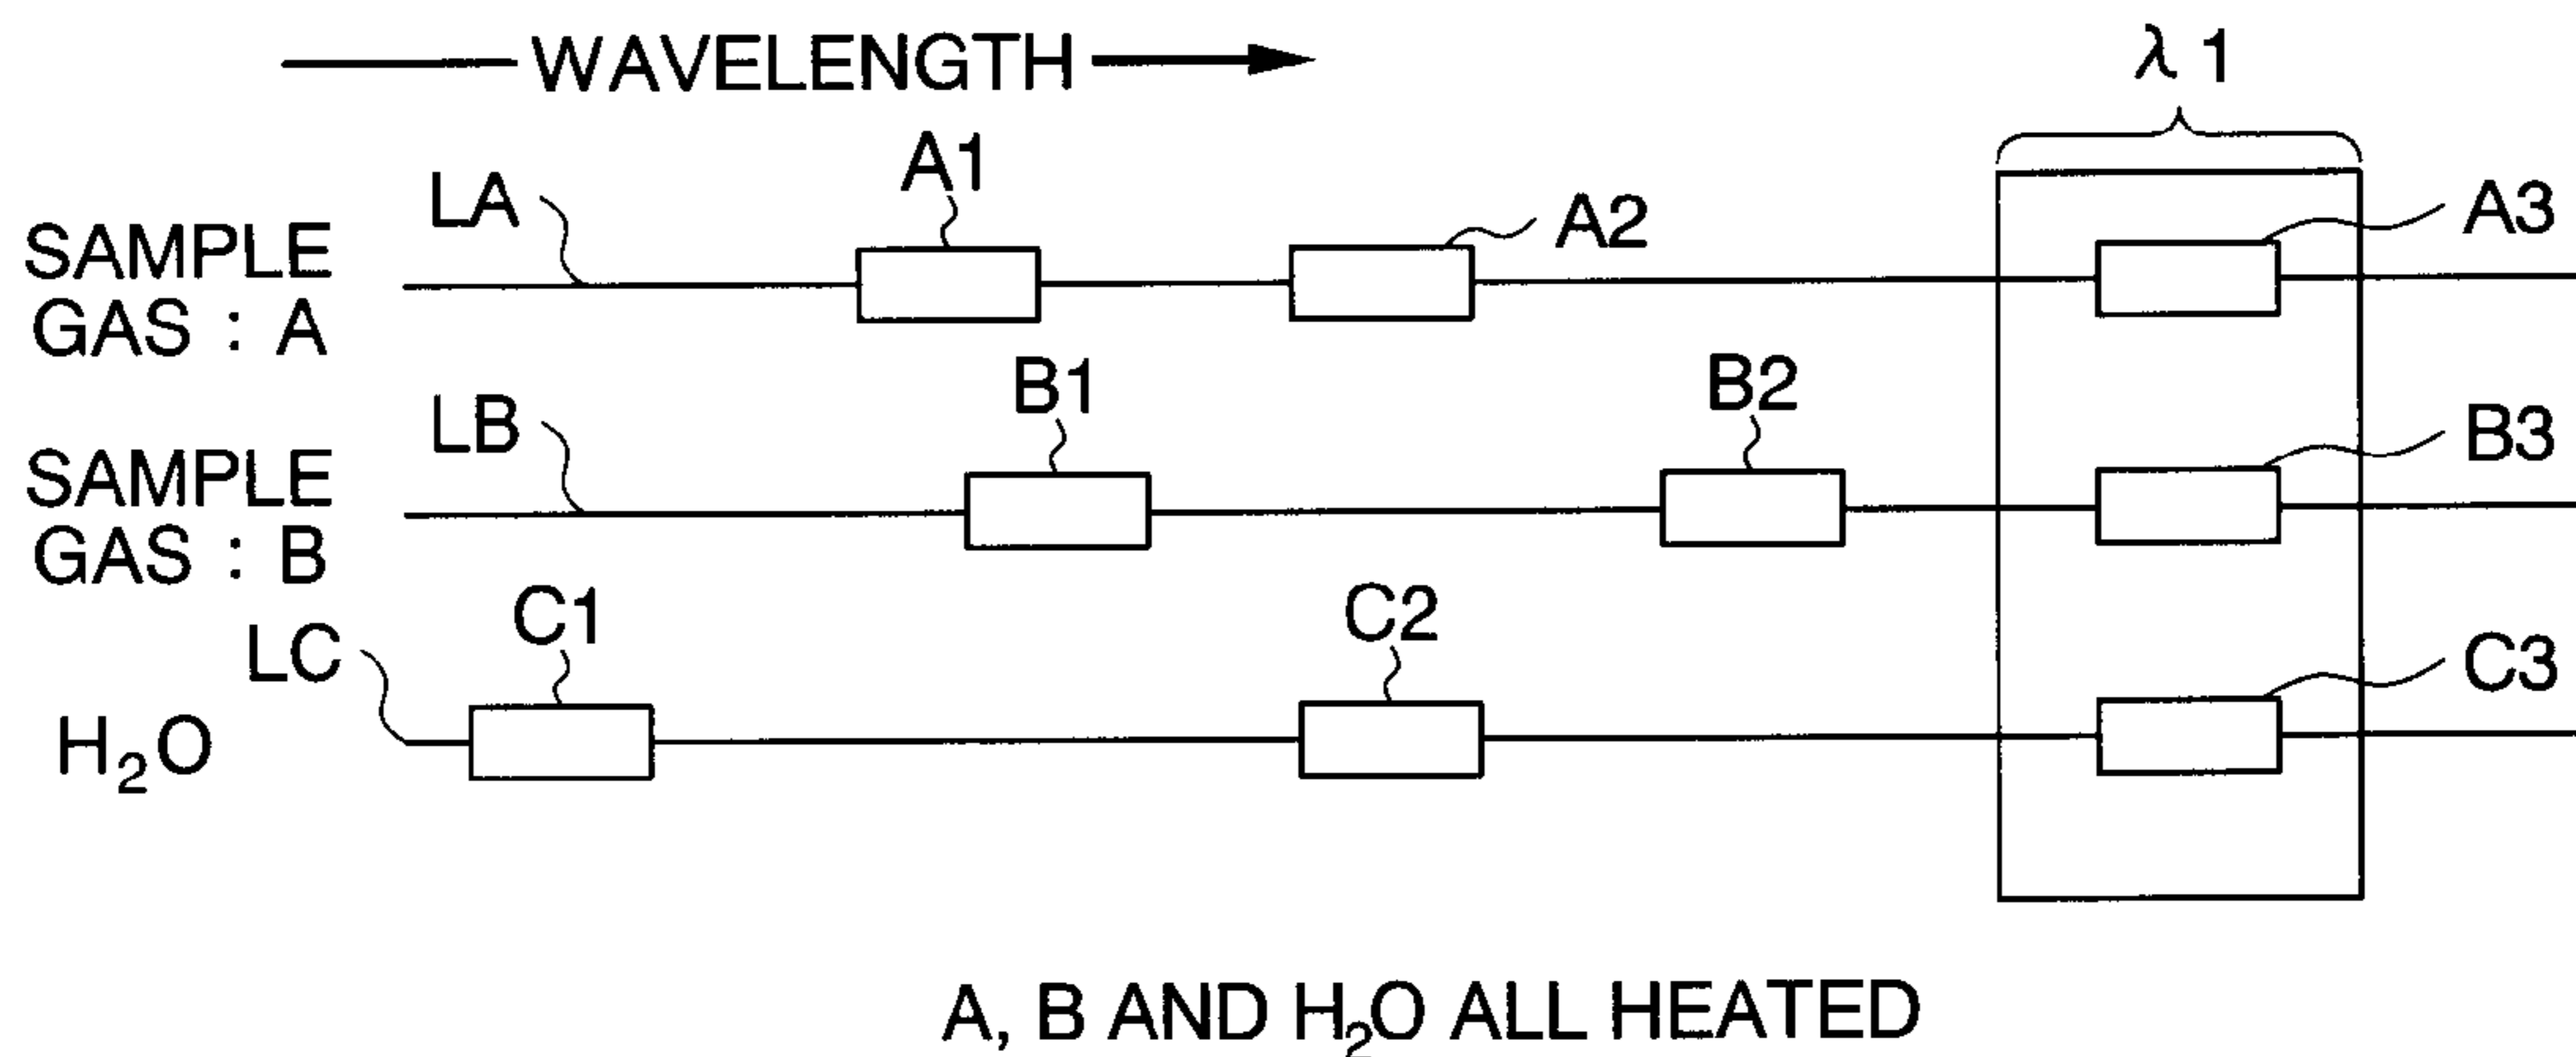 WAVELENGTH
λ1
A1
LA
A2
A3
SAMPLE
GAS : A
B1
B2
LB
B3
SAMPLE
GAS : B
C1
C2
LC
C3
H₂O
A, B AND H₂O ALL HEATED